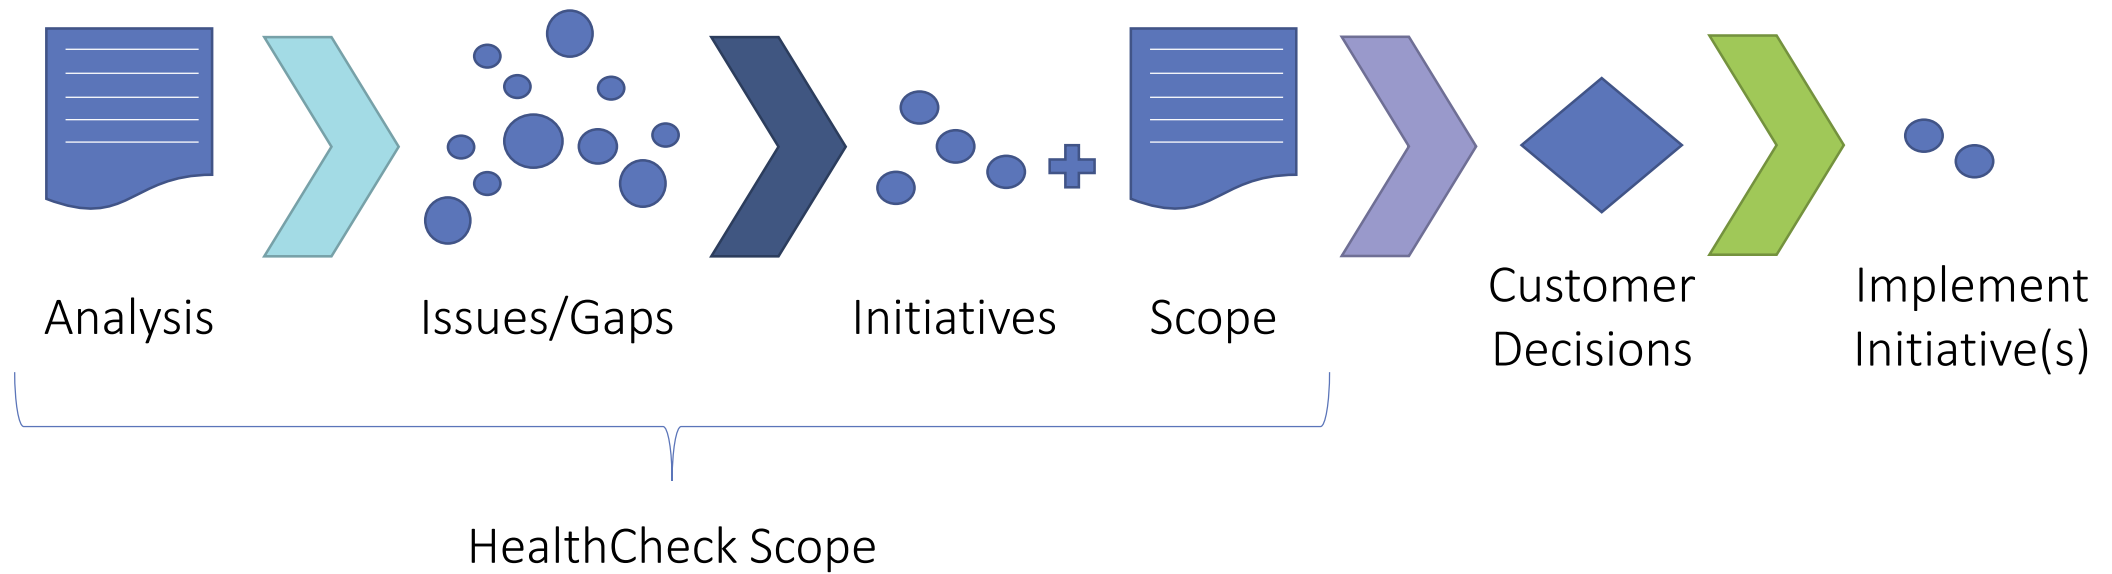 Analysis
Issues/Gaps
Initiatives
Scope
Customer
Decisions
Implement
Initiative(s)
HealthCheck Scope